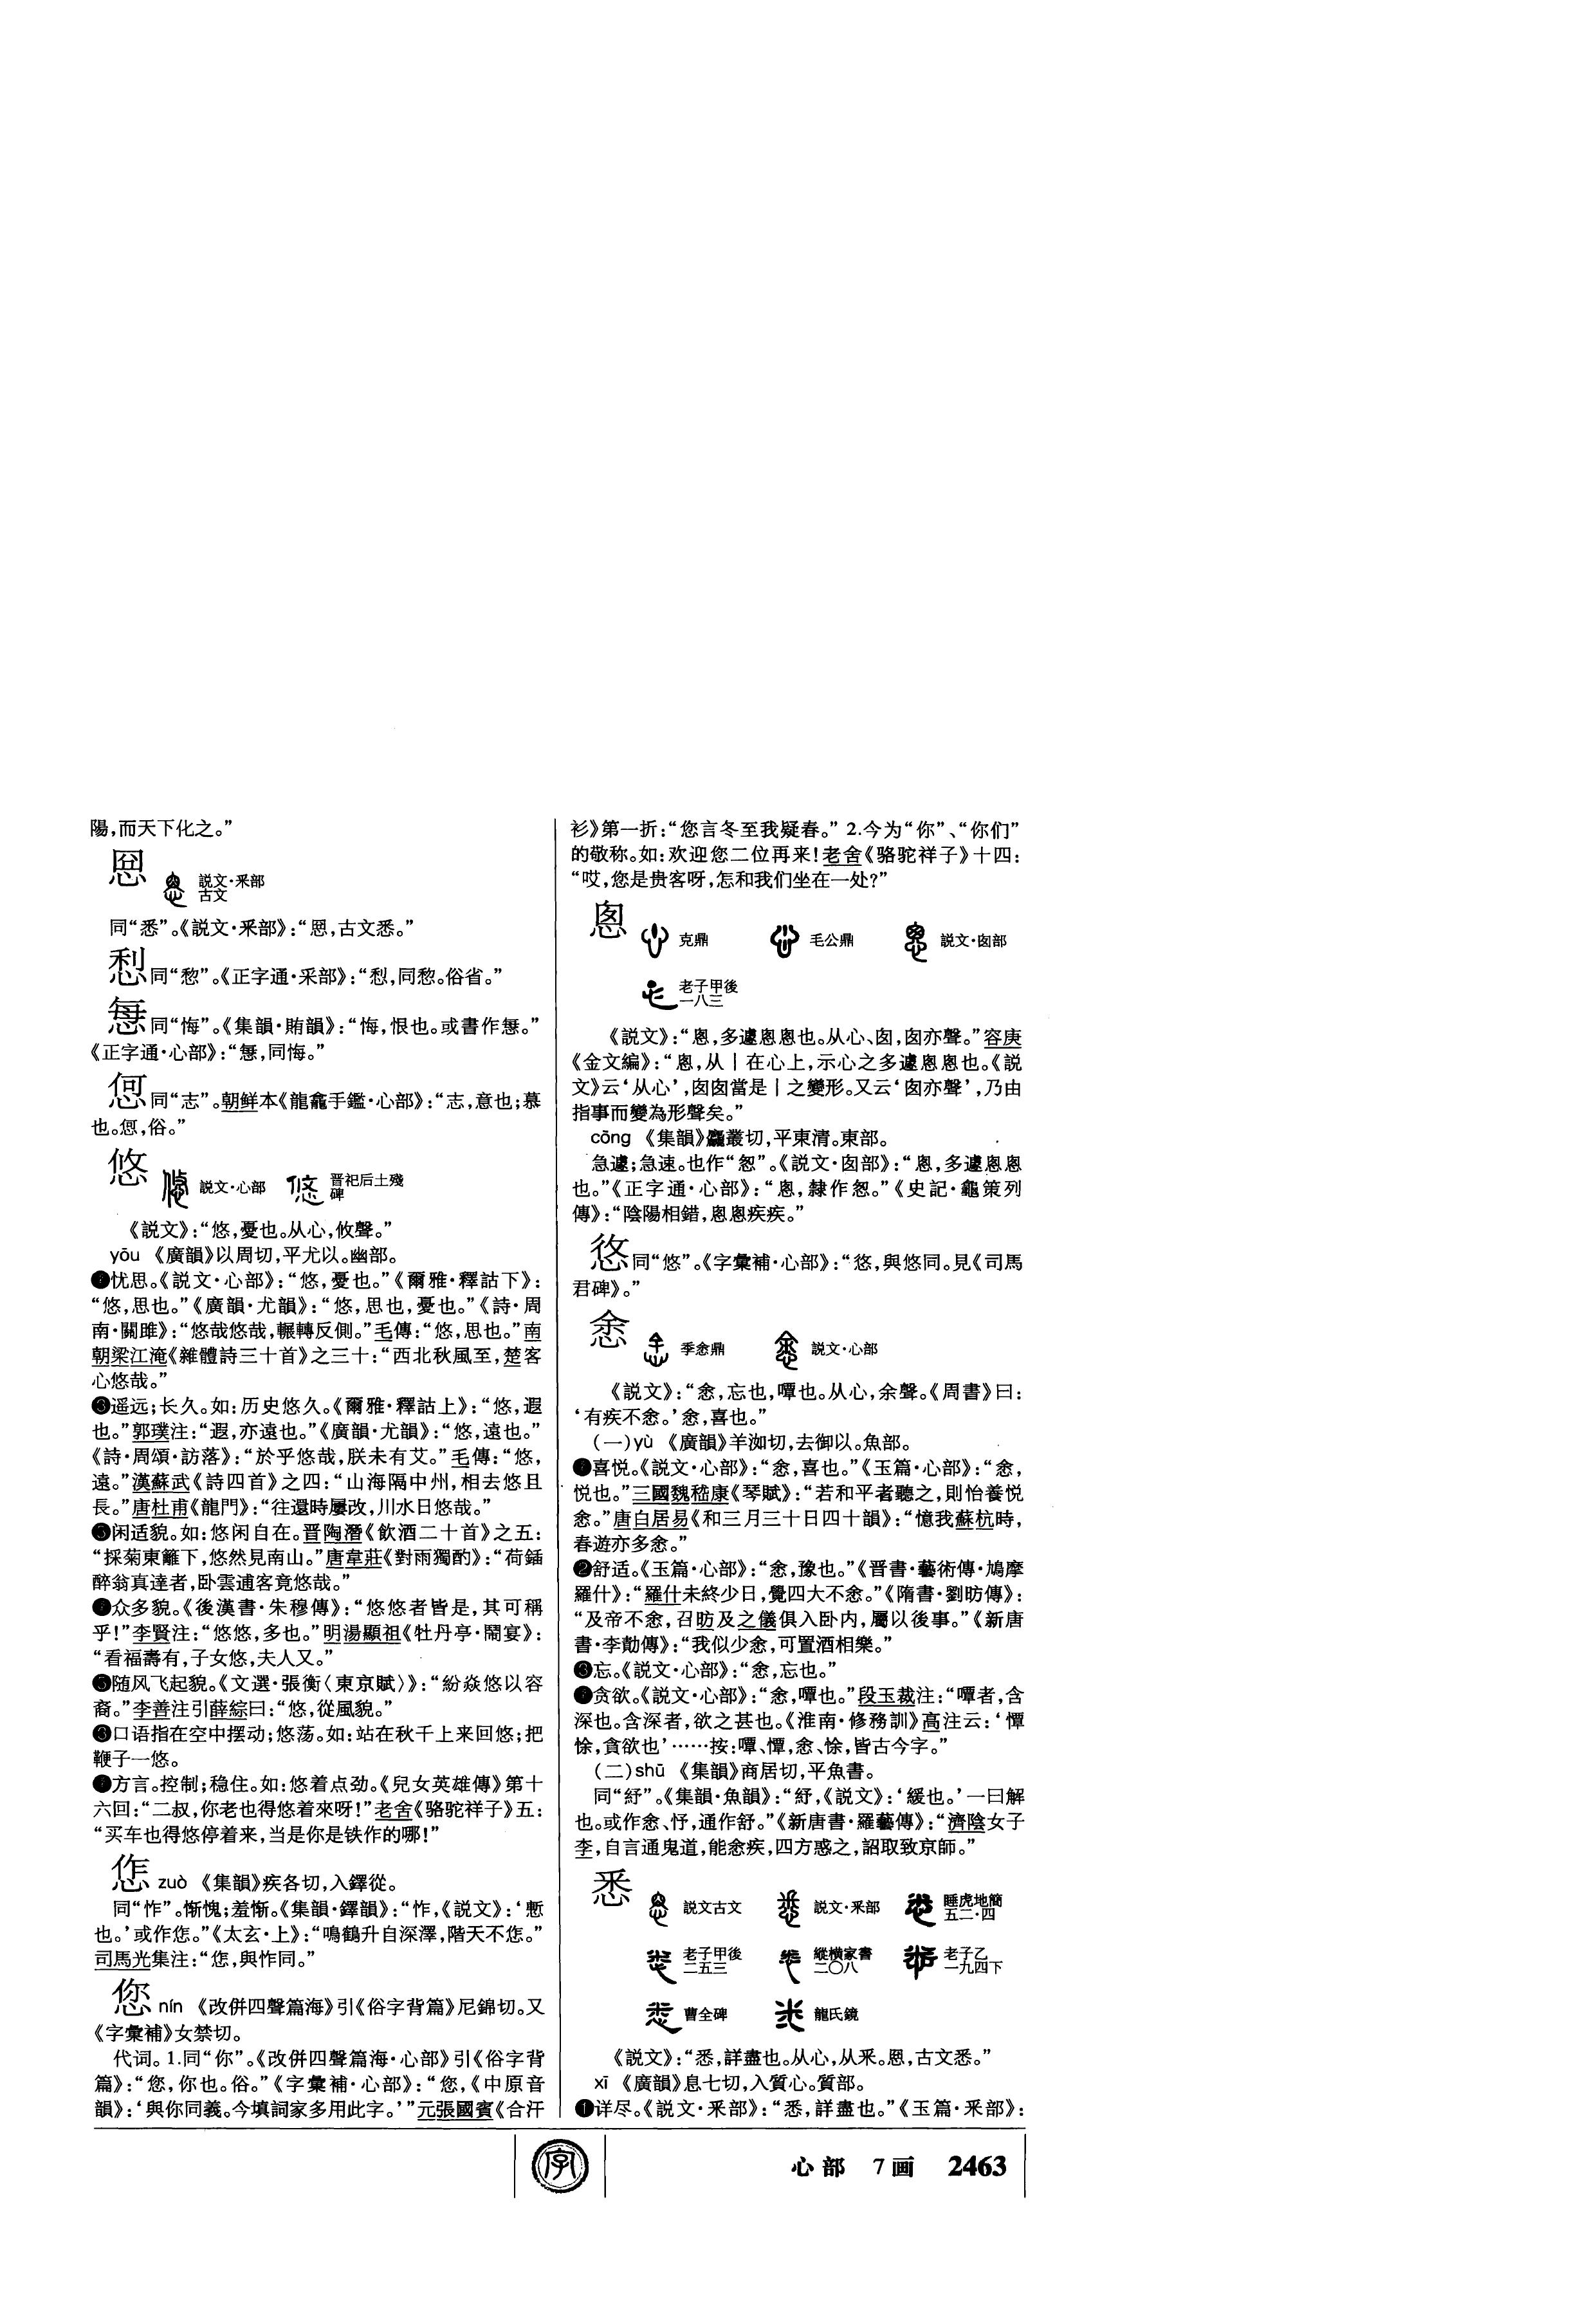 陽,而天下化之。”
恖 説文·釆部
古文
同“悉”。《説文·釆部》:“恖,古文悉。”
同“惒”。《正字通·采部》:“

,同惒。俗省。”
同“悔”。《集韻·賄韻》:“悔,恨也。或書作𢙉。”
《正字通·心部》:“𢙉,同悔。”
同“志”。朝鲜本《龍龕手鑑·心部》:“志,意也;慕
也。㤰,俗。”
悠 説文·心部 晋祀后土殘
碑
《説文》:“悠,憂也。从心,攸聲。”
yōu 《廣韻》以周切,平尤以。幽部。
忧思。《説文·心部》:“悠,憂也。”《爾雅·釋詁下》:
“悠,思也。”《廣韻·尤韻》:“悠,思也,憂也。”《詩·周
南·關雎》:“悠哉悠哉,輾轉反側。”毛傳:“悠,思也。”南
朝梁江淹《雜體詩三十首》之三十:“西北秋風至,楚客
心悠哉。”
遥远;长久。如:历史悠久。《爾雅·釋詁上》:“悠,遐
也。”郭璞注:“遐,亦遠也。”《廣韻·尤韻》:“悠,遠也。”
《詩·周頌·訪落》:“於乎悠哉,朕未有艾。”毛傳:“悠,
遠。”漢蘇武《詩四首》之四:“山海隔中州,相去悠且
長。”唐杜甫《龍門》:“往還時屢改,川水日悠哉。”
闲适貌。如:悠闲自在。晋陶潛《飲酒二十首》之五:
“採菊東籬下,悠然見南山。”唐韋莊《對雨獨酌》:“荷鍤
醉翁真達者,卧雲逋客竟悠哉。”
众多貌。《後漢書·朱穆傳》:“悠悠者皆是,其可稱
乎!”李賢注:“悠悠,多也。”明湯顯祖《牡丹亭·鬧宴》:
“看福壽有,子女悠,夫人又。”
❺随风飞起貌。《文選·張衡〈東京賦〉》:“紛焱悠以容
裔。”李善注引薛綜曰:“悠,從風貌。”
口语指在空中摆动;悠荡。如:站在秋千上来回悠;把
鞭子一悠。
方言。控制;稳住。如:悠着点劲。《兒女英雄傳》第十
六回:“二叔,你老也得悠着來呀!”老舍《骆驼祥子》五:
“买车也得悠停着来,当是你是铁作的哪!”
怎 zuò 《集韻》疾各切,入鐸從。
同“怍”。惭愧;羞惭。《集韻·鐸韻》:“怍,《説文》:‘慙
也。’或作

。”《太玄·上》:“鳴鶴升自深澤,階天不

。”
司馬光集注:“

,與怍同。”
您 nín 《改併四聲篇海》引《俗字背篇》尼錦切。又
《字彙補》女禁切。
代词。1.同“你”。《改併四聲篇海·心部》引《俗字背
篇》:“您,你也。俗。”《字彙補·心部》:“您,《中原音
韻》:‘與你同義。今填詞家多用此字。’”元張國賓《合汗
衫》第一折:“您言冬至我疑春。” 2.今为“你”、“你们”
的敬称。如:欢迎您二位再来!老舍《骆驼祥子》十四:
“哎,您是贵客呀,怎和我们坐在一处?”
悤 克鼎 毛公鼎 説文·囱部
老子甲後
一八三
《説文》:“悤,多遽悤悤也。从心、囱,囱亦聲。”容庚
《金文編》:“悤,从丨在心上,示心之多遽悤悤也。《説
文》云‘从心’,囱囱當是丨之變形。又云‘囱亦聲’,乃由
指事而變為形聲矣。”
cōng 《集韻》麤叢切,平東清。東部。
急遽;急速。也作“怱”。《説文·囱部》:“悤,多遽悤悤
也。”《正字通·心部》:“悤,隸作怱。”《史記·龜策列
傳》:“陰陽相錯,悤悤疾疾。”
同“悠”。《字彙補·心部》:“

,與悠同。見《司馬
君碑》。”
悆 季悆鼎 説文·心部
《説文》:“悆,忘也,嘾也。从心,余聲。《周書》曰:
‘有疾不悆。’悆,喜也。”
(一)yù 《廣韻》羊洳切,去御以。魚部。
❶喜悦。《説文·心部》:“悆,喜也。”《玉篇·心部》:“悆,
悦也。”三國魏嵇康《琴賦》:“若和平者聽之,則怡養悦
悆。”唐白居易《和三月三十日四十韻》:“憶我蘇杭時,
春遊亦多悆。”
❷舒适。《玉篇·心部》:“悆,豫也。”《晋書·藝術傳·鳩摩
羅什》:“羅什未終少日,覺四大不悆。”《隋書·劉昉傳》:
“及帝不悆,召昉及之儀俱入卧内,屬以後事。”《新唐
書·李勣傳》:“我似少悆,可置酒相樂。”
❸忘。《説文·心部》:“悆,忘也。”
贪欲。《説文·心部》:“悆,嘾也。”段玉裁注:“嘾者,含
深也。含深者,欲之甚也。《淮南·修務訓》高注云:‘憛
悇,貪欲也’……按:嘾、憛,悆、悇,皆古今字。”
(二)shū 《集韻》商居切,平魚書。
同“紓”。《集韻·魚韻》:“紓,《説文》:‘緩也。’一曰解
也。或作悆、忬,通作舒。”《新唐書·羅藝傳》:“濟陰女子
李,自言通鬼道,能悆疾,四方惑之,詔取致京師。”
悉 説文古文 説文·釆部 睡虎地簡
五二·四
老子甲後
二五三 縱横家書
二〇八 老子乙
一九四下
曹全碑 龍氏鏡
《説文》:“悉,詳盡也。从心,从釆。恖,古文悉。”
xī 《廣韻》息七切,入質心。質部。
❶详尽。《説文·釆部》:“悉,詳盡也。”《玉篇·釆部》:
字 心部 7画 2463